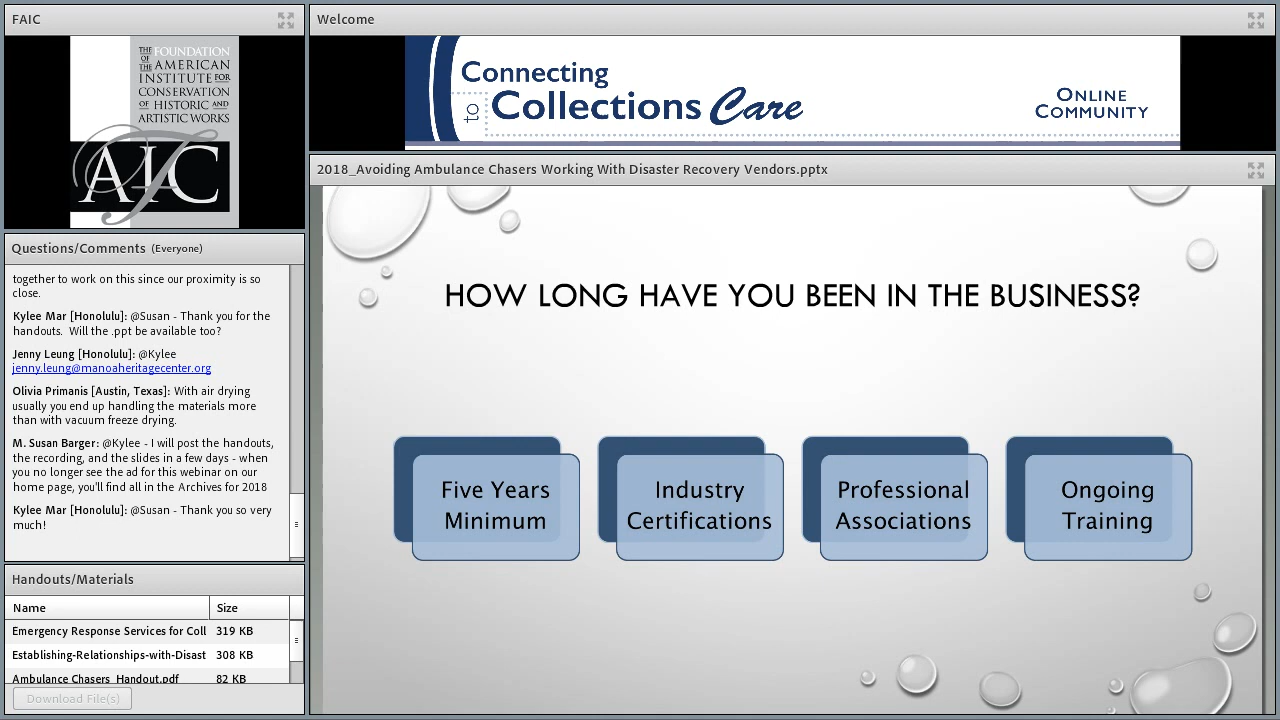 FAIC
THE FOUNDATION
OF THE AMERICAN
INSTITUTE FOR
CONSERVATION
OF HISTORIC AND
ARTISTIC WORKS
AIC
Welcome
Connecting
to Collections Care
ONLINE
COMMUNITY
Questions/Comments (Everyone)
together to work on this since our proximity is so
close.
Kylee Mar [Honolulu]: @Susan - Thank you for the
handouts. Will the .ppt be available too?
Jenny Leung [Honolulu]: @Kylee
jenny.leung@manoaheritagecenter.org
Olivia Primanis [Austin, Texas]: With air drying
usually you end up handling the materials more
than with vacuum freeze drying.
M. Susan Barger: @Kylee - I will post the handouts,
the recording, and the slides in a few days - when
you no longer see the ad for this webinar on our
home page, you'll find all in the Archives for 2018
Kylee Mar [Honolulu]: @Susan - Thank you so very
much!
Handouts/Materials
Name Size
Emergency Response Services for Coll 319 KB
Establishing-Relationships-with-Disast 308 KB
Ambulance Chasers_Handout.pdf 82 KB
Download File(s)
2018_Avoiding Ambulance Chasers Working With Disaster Recovery Vendors.pptx
HOW LONG HAVE YOU BEEN IN THE BUSINESS?
Five Years
Minimum
Industry
Certifications
Professional
Associations
Ongoing
Training